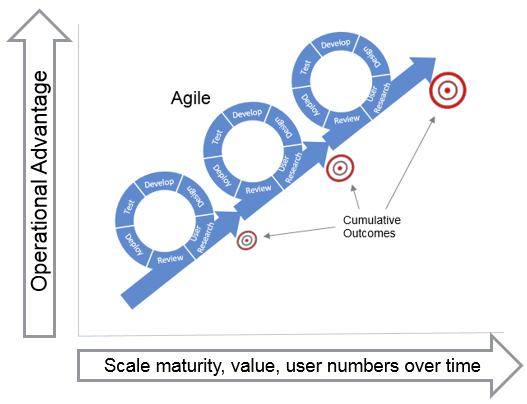 Operational Advantage
Agile
Develop
Design
User
Research
Review
Deploy
Test
Develop
Design
User
Research
Review
Deploy
Test
Develop
Design
User
Research
Review
Deploy
Test
Cumulative
Outcomes
Scale maturity, value, user numbers over time